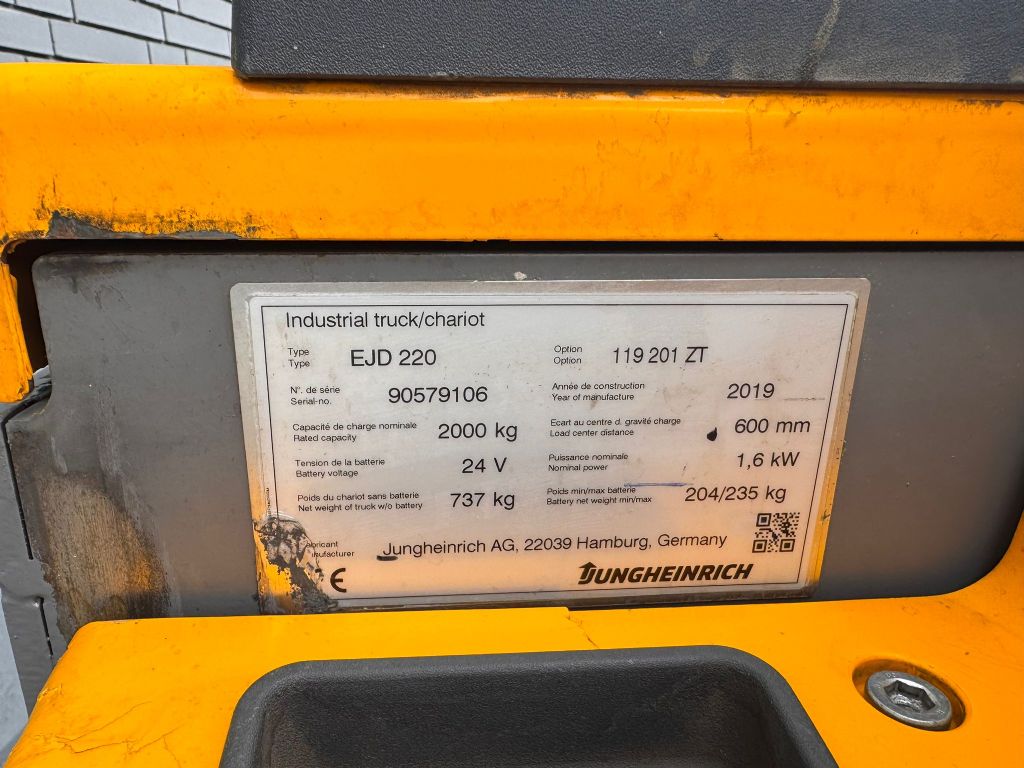 Industrial truck/chariot
Type
Type
EJD 220
Option
Option
119 201 ZT
N°. de série
Serial-no.
90579106
Année de construction
Year of manufacture
2019
Capacité de charge nominale
Rated capacity
2000 kg
Ecart au centre d. gravité charge
Load center distance
600 mm
Tension de la batterie
Battery voltage
24 V
Puissance nominale
Nominal power
1,6 kW
Poids du chariot sans batterie
Net weight of truck w/o battery
737 kg
Poids min/max batterie
Battery net weight min/max
204/235 kg
abricant
nufacturer
Jungheinrich AG, 22039 Hamburg, Germany
CE
JUNGHEINRICH